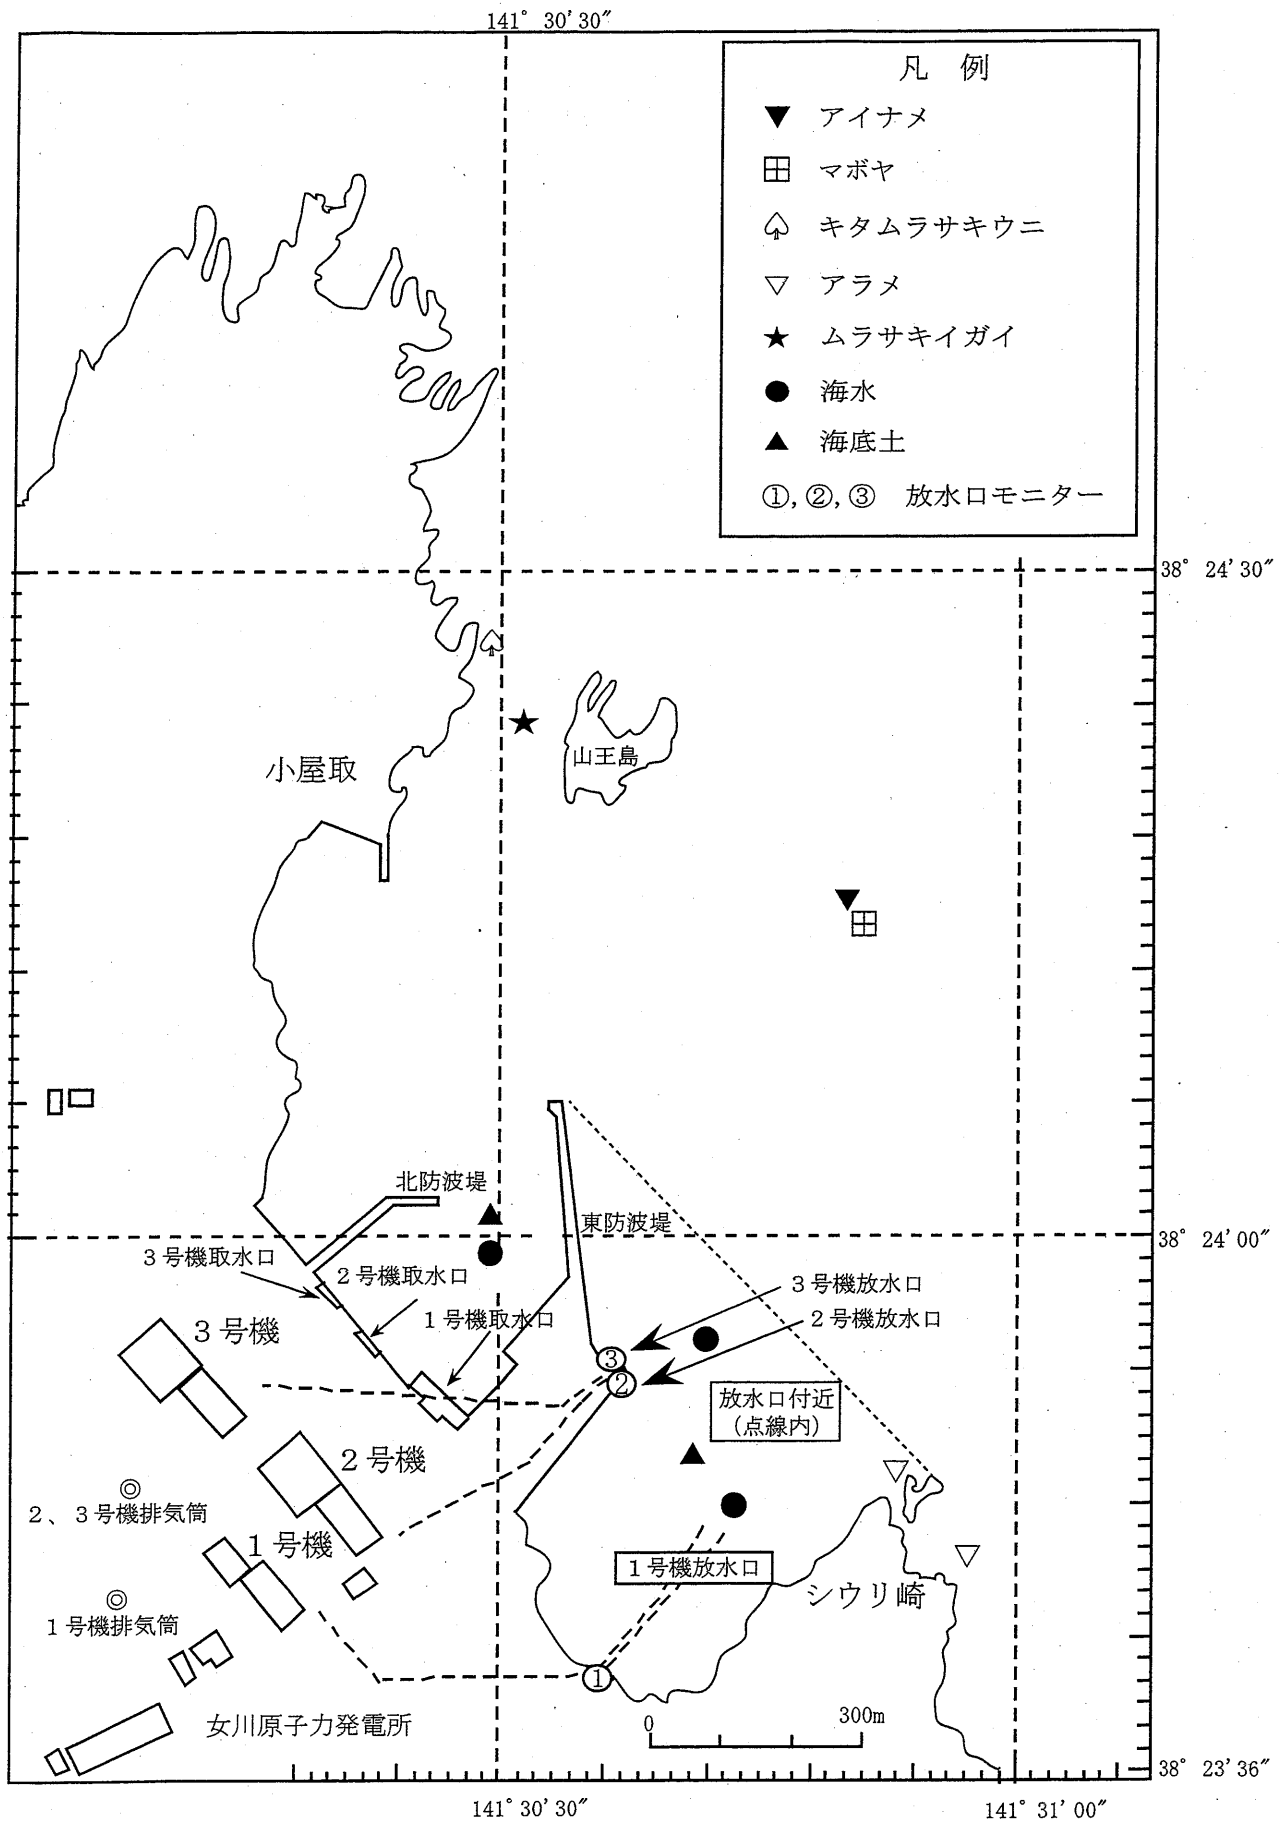 141° 30′30″
凡 例
アイナメ
マボヤ
キタムラサキウニ
アラメ
ムラサキイガイ
海水
海底土
①,②,③ 放水口モニター
38° 24′30″
小屋取
山王島
北防波堤
東防波堤
38° 24′00″
3号機取水口
2号機取水口
1号機取水口
3号機放水口
2号機放水口
3号機
③
②
放水口付近
(点線内)
2号機
2、3号機排気筒
1号機
1号機放水口
シウリ崎
1号機排気筒
①
女川原子力発電所
0 300m
38° 23′36″
141° 30′30″
141° 31′00″